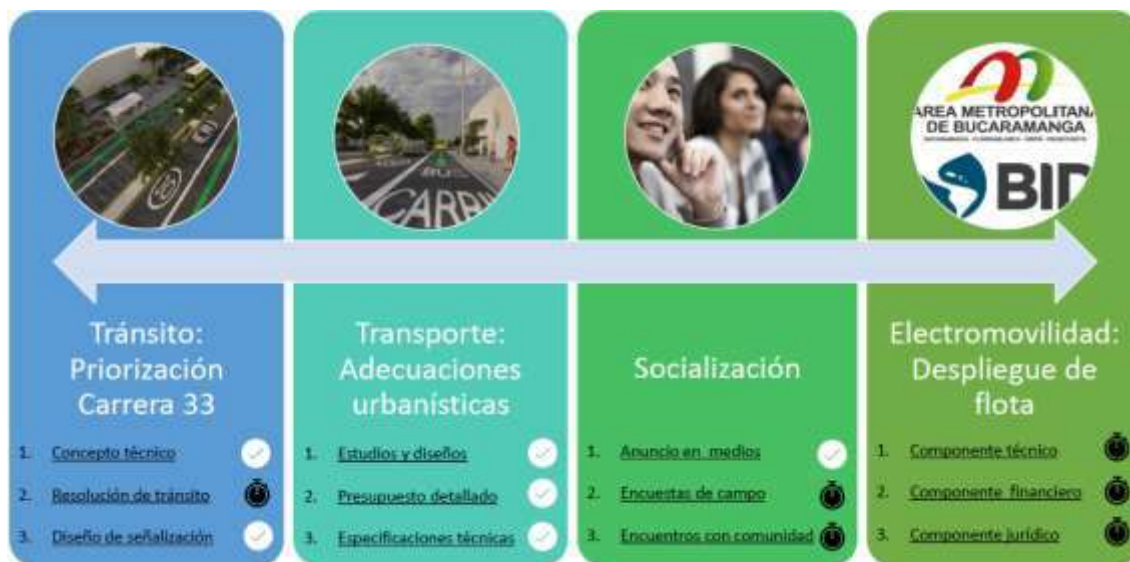 AREA METROPOLITANA
DE BUCARAMANGA
BID
BUS
CARRIL
Tránsito:
Priorización
Carrera 33
1. Concepto técnico
2. Resolución de tránsito
3. Diseño de señalización
Transporte:
Adecuaciones
urbanísticas
1. Estudios y diseños
2. Presupuesto detallado
3. Especificaciones técnicas
Socialización
1. Anuncio en medios
2. Encuestas de campo
3. Encuentros con comunidad
Electromovilidad:
Despliegue de
flota
1. Componente técnico
2. Componente financiero
3. Componente jurídico